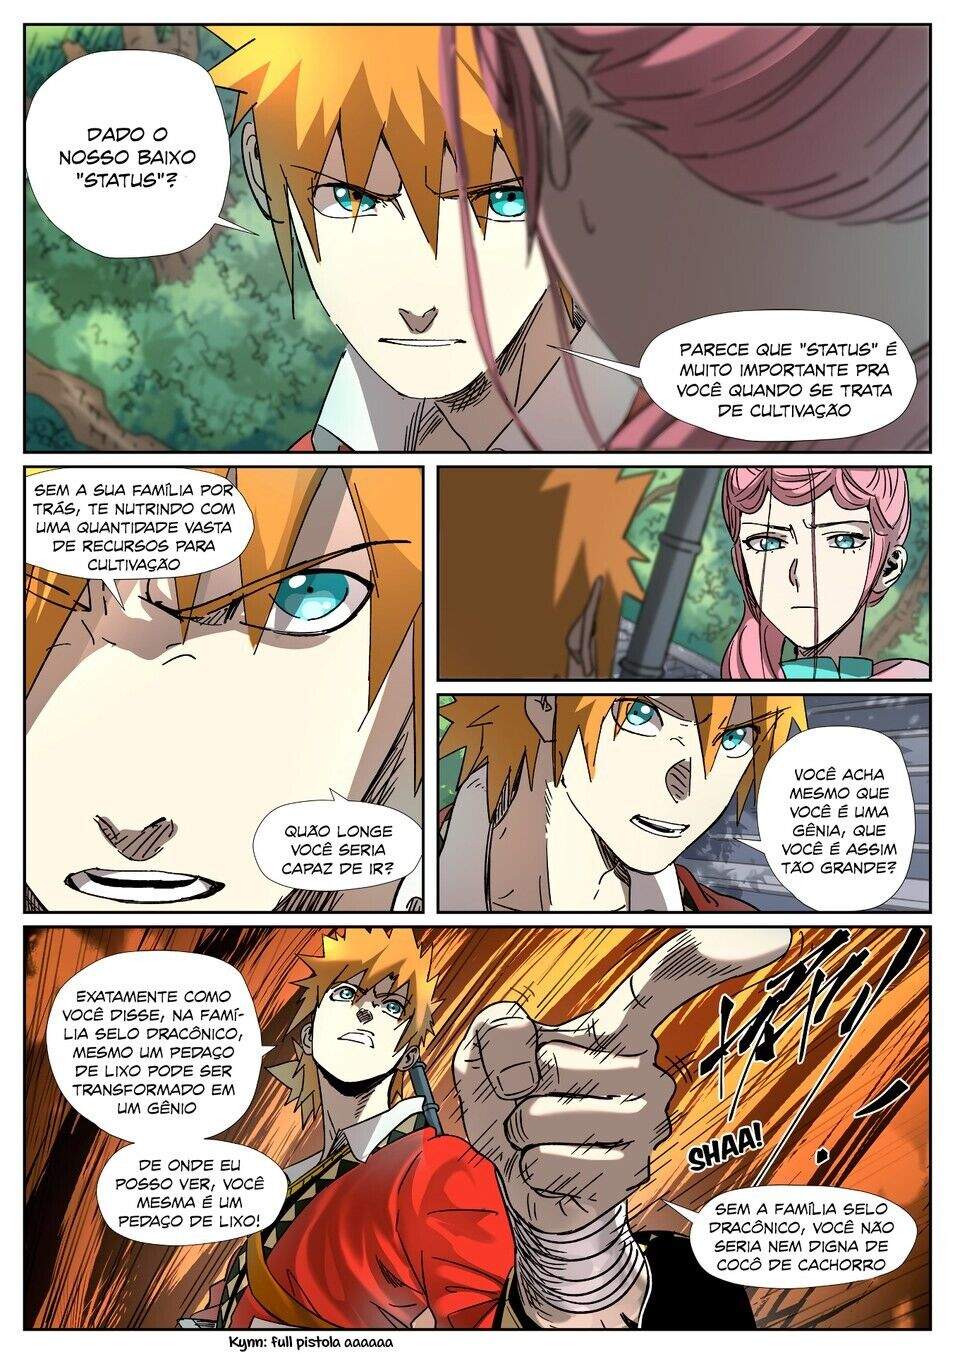 DADO O
NOSSO BAIXO
"STATUS"?
PARECE QUE "STATUS" É
MUITO IMPORTANTE PRA
VOCÊ QUANDO SE TRATA
DE CULTIVAÇÃO
SEM A SUA FAMÍLIA POR
TRÁS, TE NUTRINDO COM
UMA QUANTIDADE VASTA
DE RECURSOS PARA
CULTIVAÇÃO
QUÃO LONGE
VOCÊ SERIA
CAPAZ DE IR?
VOCÊ ACHA
MESMO QUE
VOCÊ É UMA
GÊNIA, QUE
VOCÊ É ASSIM
TÃO GRANDE?
EXATAMENTE COMO
VOCÊ DISSE, NA FAMÍ-
LIA SELO DRACÔNICO,
MESMO UM PEDAÇO
DE LIXO PODE SER
TRANSFORMADO EM
UM GÊNIO
DE ONDE EU
POSSO VER, VOCÊ
MESMA É UM
PEDAÇO DE LIXO!
SHAA!
SEM A FAMÍLIA SELO
DRACÔNICO, VOCÊ NÃO
SERIA NEM DIGNA DE
COCÔ DE CACHORRO
Kynn: full pistola aaaaaa